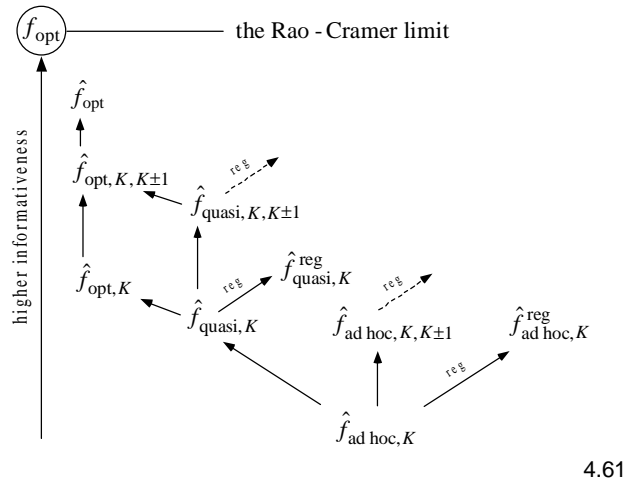 f_opt the Rao - Cramer limit
higher informativeness
f̂_opt
reg
f̂_opt, K, K±1
f̂_quasi, K, K±1
f̂_opt, K
reg
f̂^reg_quasi, K
reg
f̂_quasi, K
f̂_ad hoc, K, K±1
f̂^reg_ad hoc, K
reg
f̂_ad hoc, K
4.61